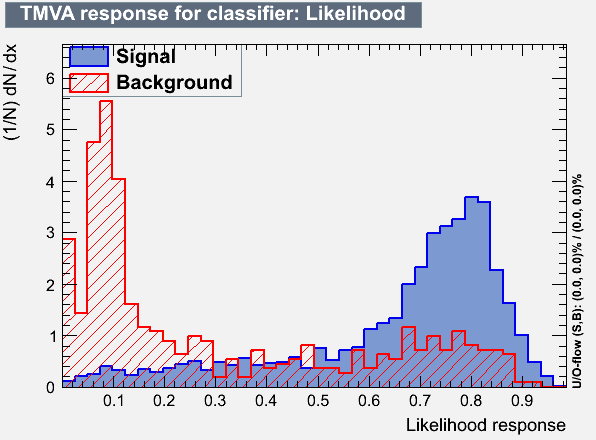 TMVA response for classifier: Likelihood
Signal
Background
(1/N) dN / dx
6
5
4
3
2
1
0
0.1 0.2 0.3 0.4 0.5 0.6 0.7 0.8 0.9
Likelihood response
U/O-flow (S,B): (0.0, 0.0)% / (0.0, 0.0)%